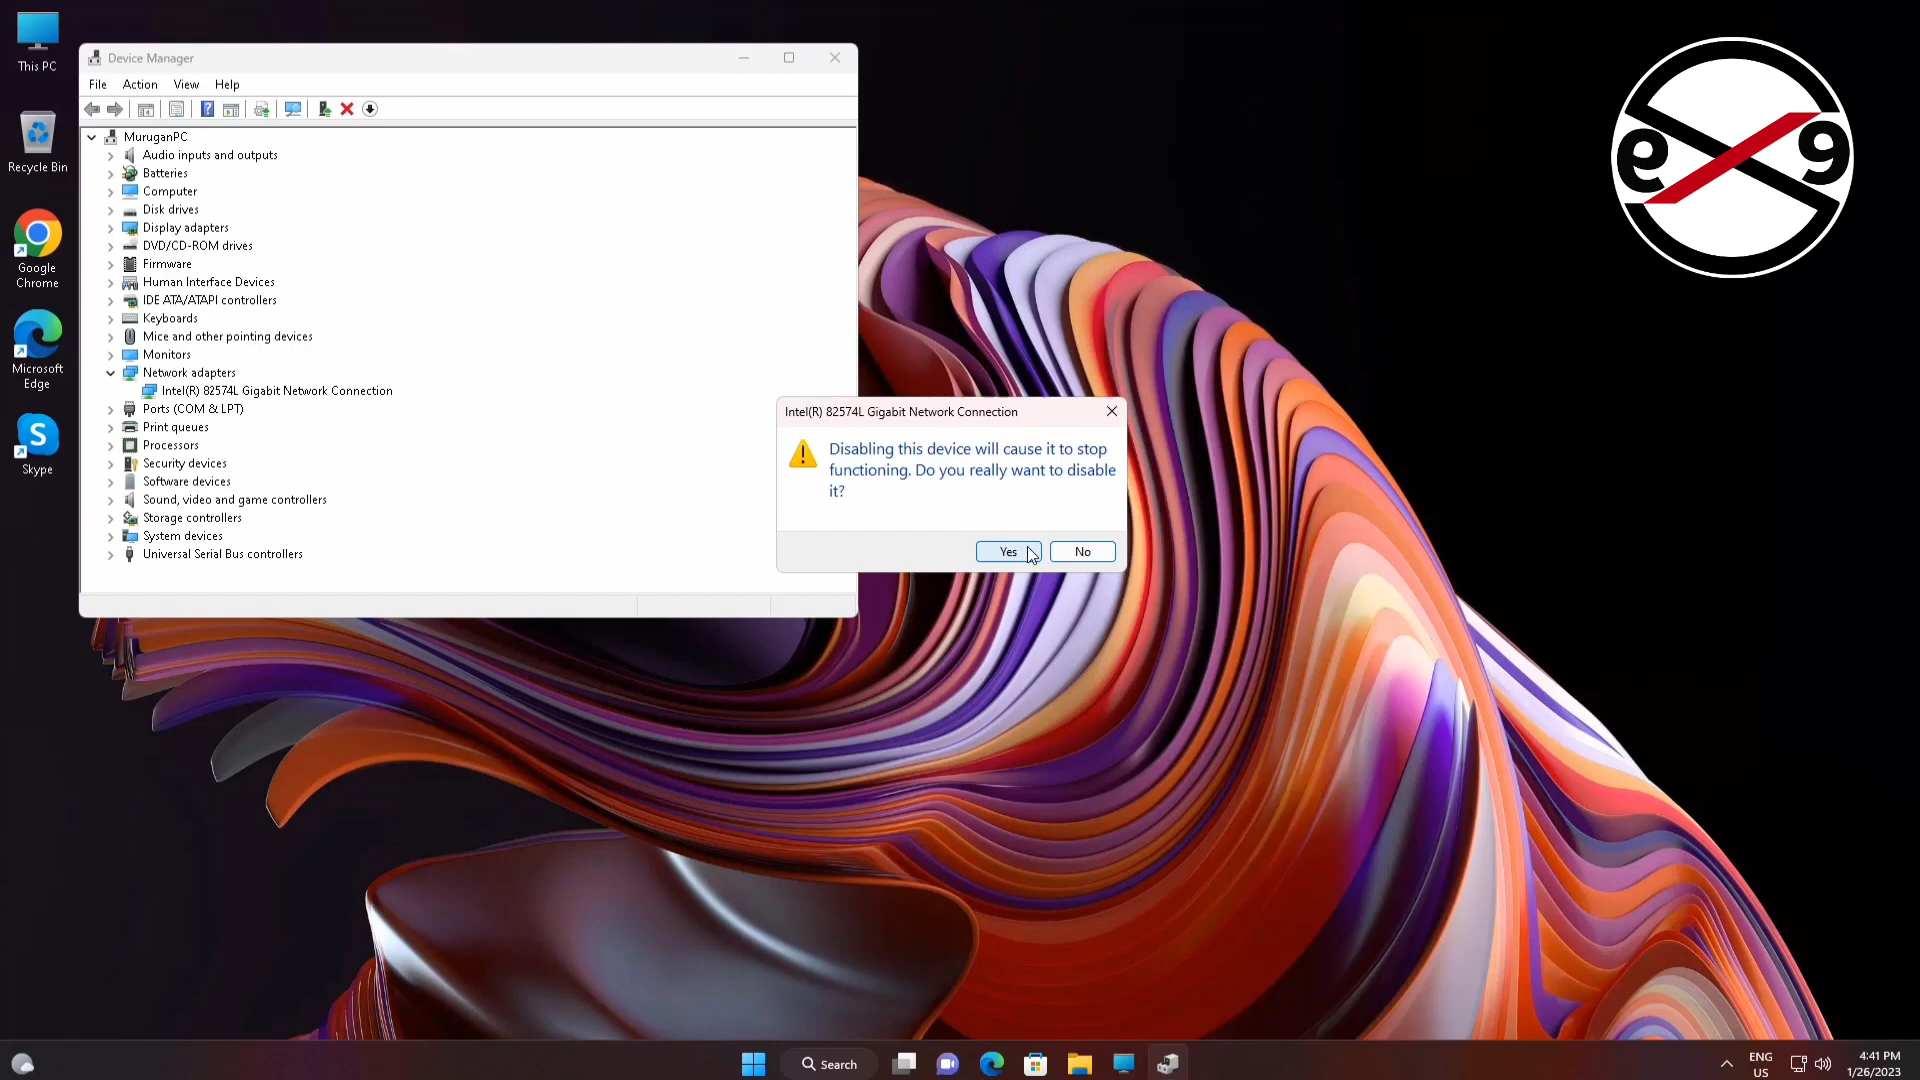 This PC
Recycle Bin
Google
Chrome
Microsoft
Edge
S
Skype
Device Manager
File Action View Help
MuruganPC
Audio inputs and outputs
Batteries
Computer
Disk drives
Display adapters
DVD/CD-ROM drives
Firmware
Human Interface Devices
IDE ATA/ATAPI controllers
Keyboards
Mice and other pointing devices
Monitors
Network adapters
Intel(R) 82574L Gigabit Network Connection
Ports (COM & LPT)
Print queues
Processors
Security devices
Software devices
Sound, video and game controllers
Storage controllers
System devices
Universal Serial Bus controllers
Intel(R) 82574L Gigabit Network Connection
Disabling this device will cause it to stop
functioning. Do you really want to disable
it?
Yes No
e 9
Search
ENG
US
4:41 PM
1/26/2023